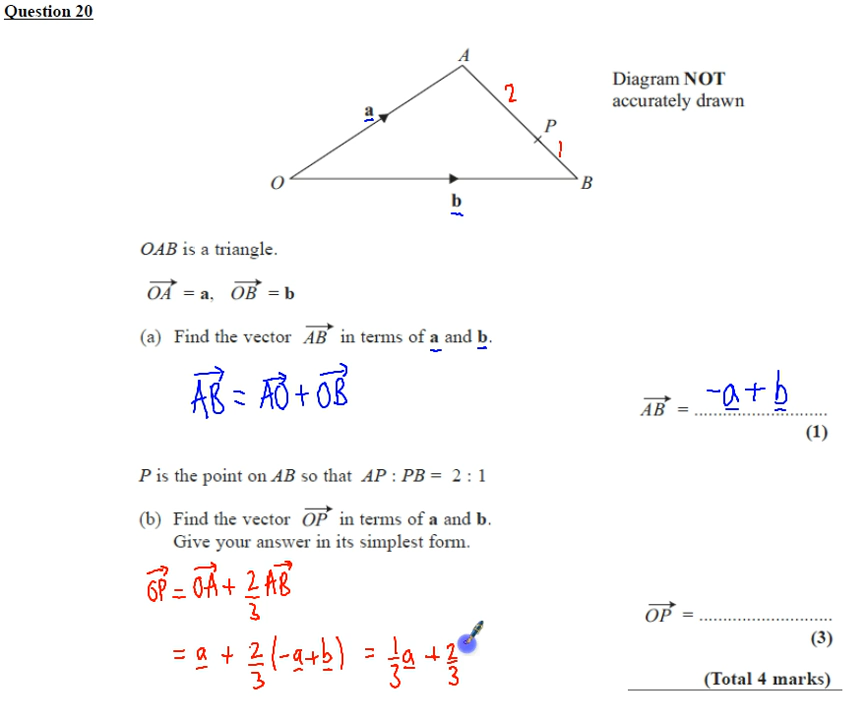 Question 20
A
2
Diagram NOT
accurately drawn
a
P
1
O
B
b
OAB is a triangle.
OA = a, OB = b
(a) Find the vector AB in terms of a and b.
AB = AO + OB
AB = -a + b
(1)
P is the point on AB so that AP : PB = 2 : 1
(b) Find the vector OP in terms of a and b.
Give your answer in its simplest form.
OP = OA + 2/3 AB
OP =
(3)
= a + 2/3 (-a+b) = 1/3 a + 2/3
(Total 4 marks)